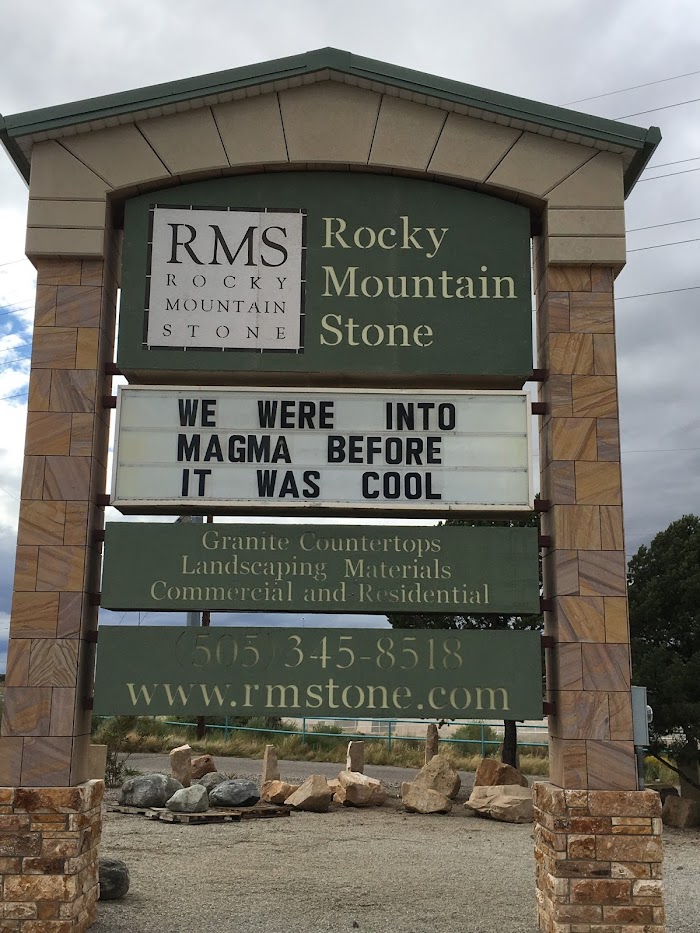 RMS
ROCKY
MOUNTAIN
STONE
Rocky
Mountain
Stone
WE WERE INTO
MAGMA BEFORE
IT WAS COOL
Granite Countertops
Landscaping Materials
Commercial and Residential
(505) 345-8518
www.rmstone.com